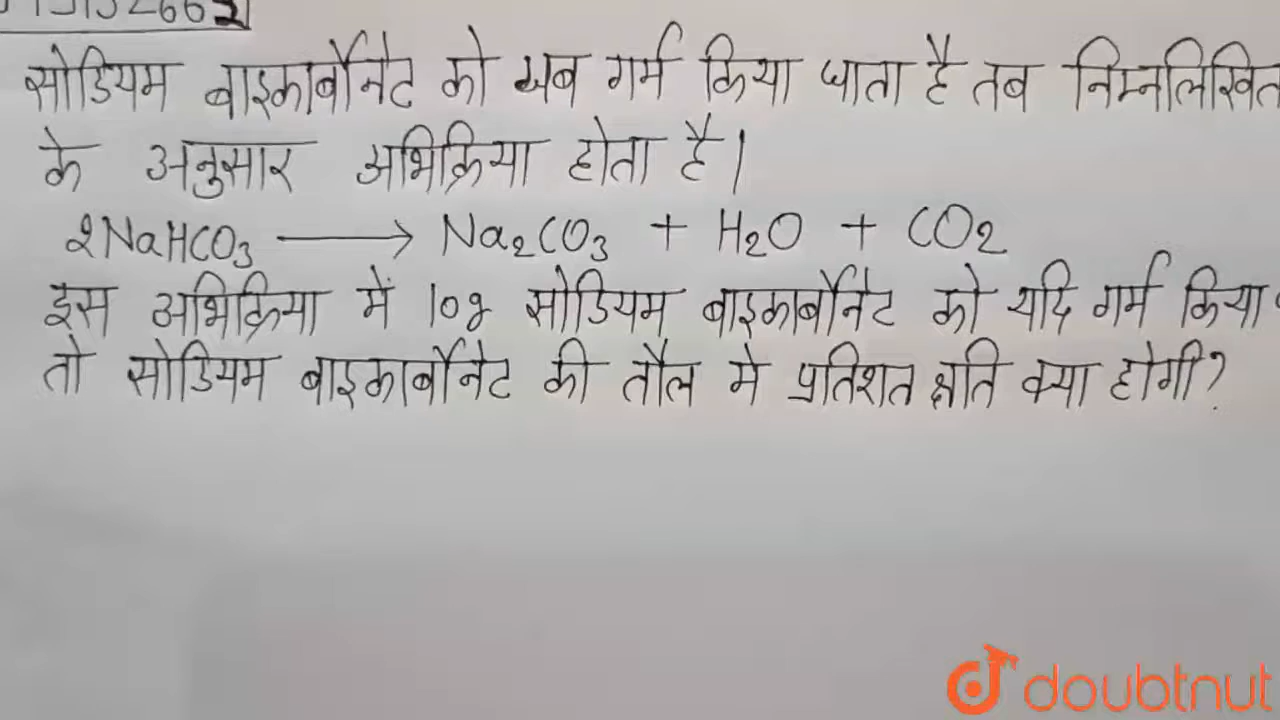 सोडियम बाइकार्बोनेट को जब गर्म किया जाता है तब निम्नलिखित
के अनुसार अभिक्रिया होता है।
2NaHCO3 ⟶ Na2CO3 + H2O + CO2
इस अभिक्रिया में 10g सोडियम बाइकार्बोनेट को यदि गर्म किया
तो सोडियम बाइकार्बोनेट की तौल मे प्रतिशत क्षति क्या होगी?
doubtnut